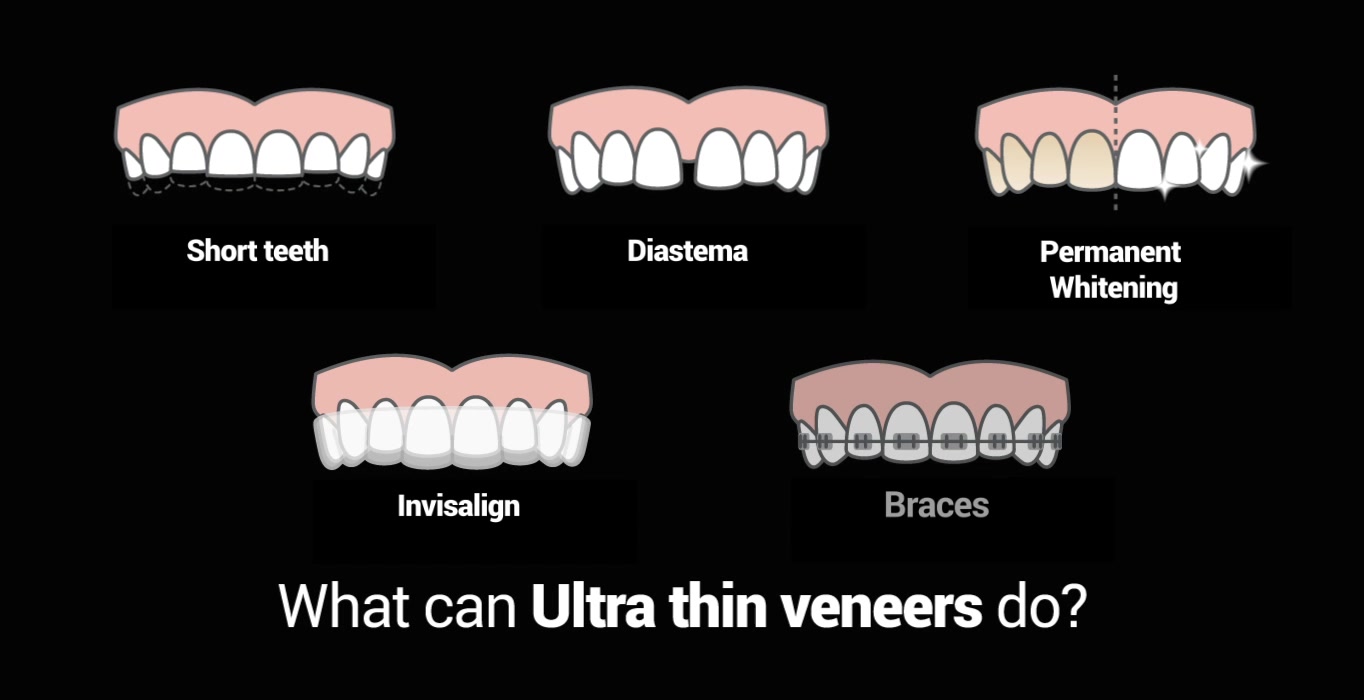 Short teeth
Diastema
Permanent
Whitening
Invisalign
Braces
What can Ultra thin veneers do?